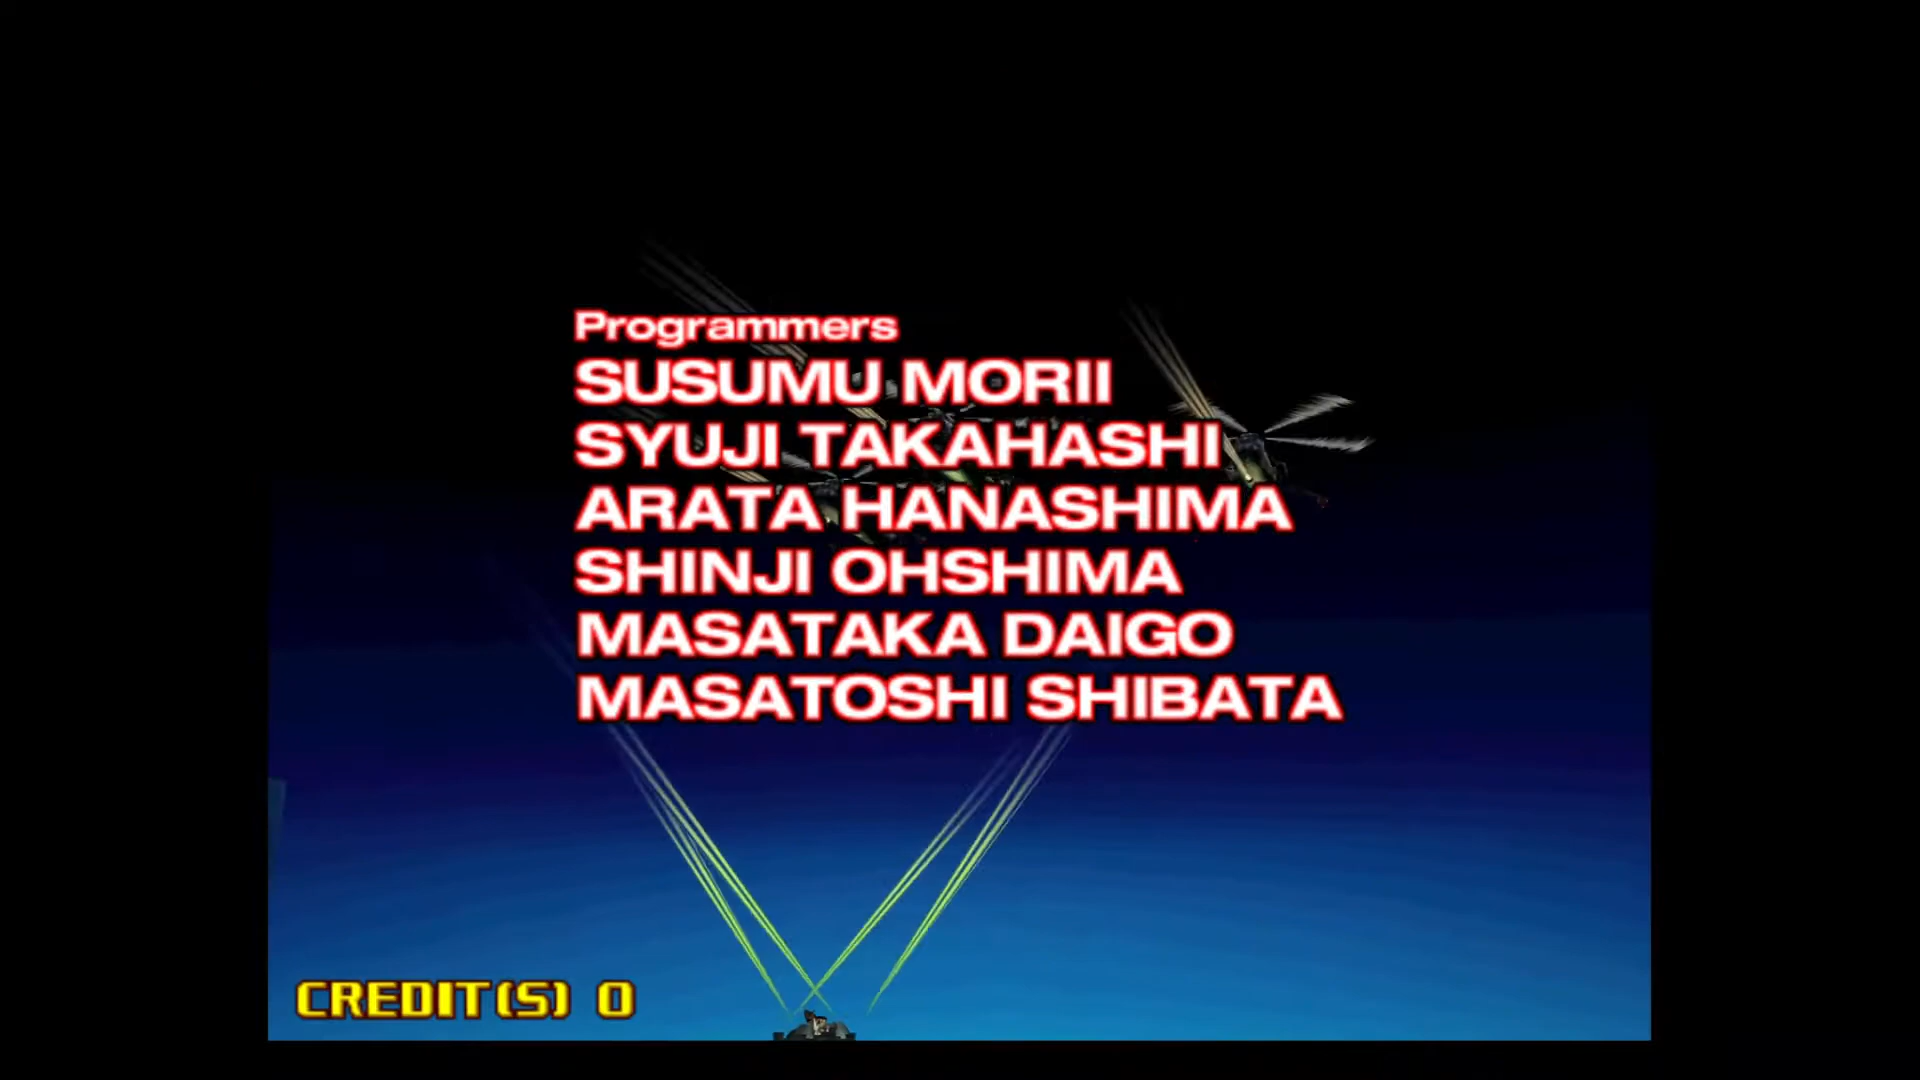 Programmers
SUSUMU MORII
SYUJI TAKAHASHI
ARATA HANASHIMA
SHINJI OHSHIMA
MASATAKA DAIGO
MASATOSHI SHIBATA
CREDIT(S) 0